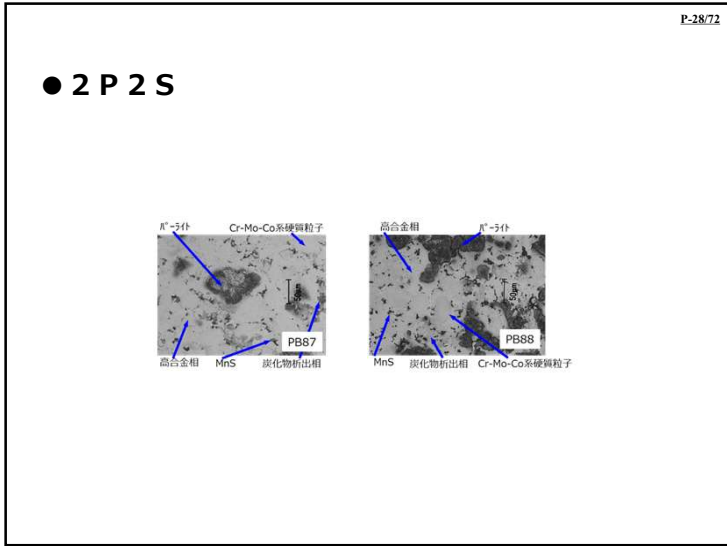 P-28/72
●2P2S
ﾊﾟｰﾗｲﾄ
Cr-Mo-Co系硬質粒子
50μm
PB87
高合金相
MnS
炭化物析出相
高合金相
ﾊﾟｰﾗｲﾄ
50μm
PB88
MnS
炭化物析出相
Cr-Mo-Co系硬質粒子